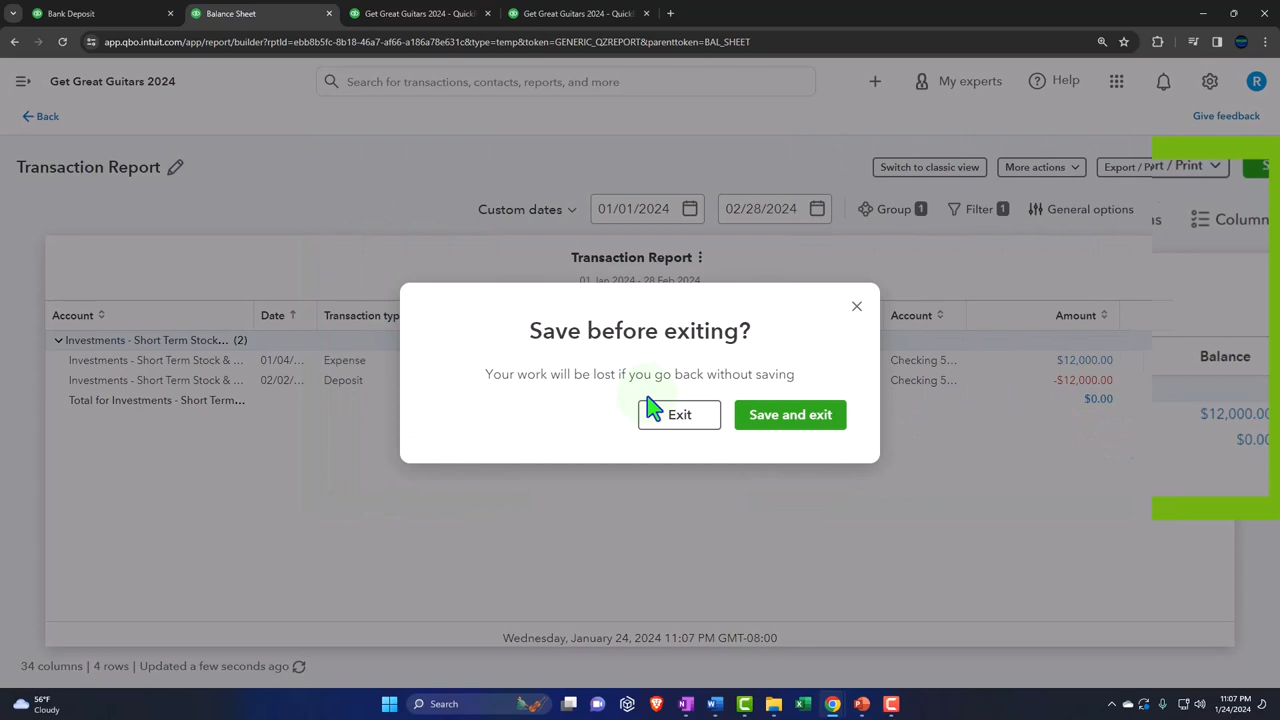 Bank Deposit
Balance Sheet
Get Great Guitars 2024 - QuickB
Get Great Guitars 2024 - QuickB
app.qbo.intuit.com/app/report/builder?rptId=ebb8b5fc-8b18-46a7-af66-a186a78e631c&type=temp&token=GENERIC_QZREPORT&parenttoken=BAL_SHEET
Get Great Guitars 2024
Search for transactions, contacts, reports, and more
My experts
Help
R
Back
Give feedback
Transaction Report
Switch to classic view
More actions
Export / Pr
rt / Print
S
Custom dates
01/01/2024
02/28/2024
Group 1
Filter 1
General options
ns
Column
Transaction Report
01 Jan 2024 - 28 Feb 2024
Account
Date
Transaction typ
Account
Amount
Balance
Investments - Short Term Stock... (2)
Investments - Short Term Stock & ...
01/04/...
Expense
Checking 5...
$12,000.00
Investments - Short Term Stock & ...
02/02/...
Deposit
Checking 5...
-$12,000.00
Total for Investments - Short Term...
$0.00
$12,000.00
$0.00
Save before exiting?
Your work will be lost if you go back without saving
Exit
Save and exit
Wednesday, January 24, 2024 11:07 PM GMT-08:00
34 columns | 4 rows | Updated a few seconds ago
56°F
Cloudy
Search
11:07 PM
1/24/2024